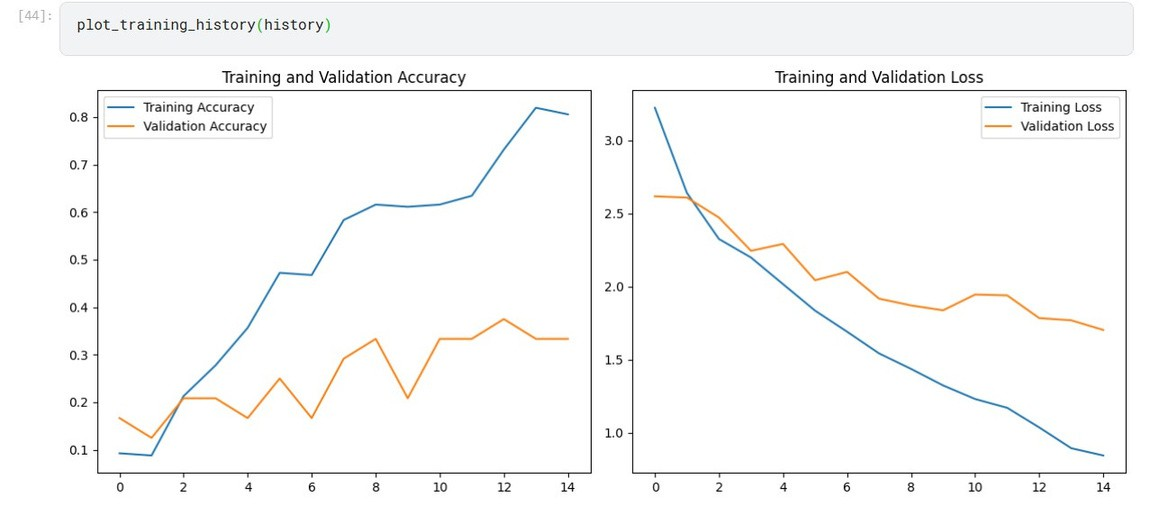 [44]:
plot_training_history(history)
Training and Validation Accuracy
Training Accuracy
Validation Accuracy
0.8
0.7
0.6
0.5
0.4
0.3
0.2
0.1
0 2 4 6 8 10 12 14
Training and Validation Loss
Training Loss
Validation Loss
3.0
2.5
2.0
1.5
1.0
0 2 4 6 8 10 12 14